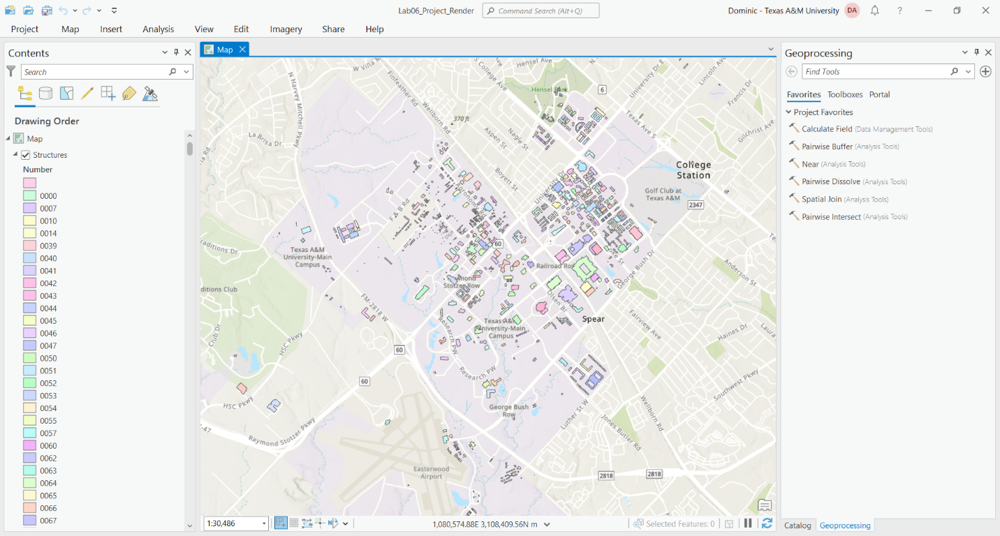 Lab06_Project_Render
Command Search (Alt+Q)
Dominic - Texas A&M University
DA
?
Project Map Insert Analysis View Edit Imagery Share Help
Contents
Search
Drawing Order
Map
Structures
Number
0000
0007
0010
0014
0039
0040
0041
0042
0043
0044
0045
0046
0047
0050
0051
0052
0053
0054
0055
0057
0060
0062
0063
0064
0065
0066
0067
Map
W Villa M
Finfeather Rd
N Harvey Mitchell Pkwy
S College Ave
Hensel Ave
Hensel Park
University Dr E
Lincoln Ave
Francis Dr
6
370 ft
Wellborn Rd
Nagle St
Aspen St
Texas Ave S
Gilchrist Ave
La Brisa Dr
Boyett St
College
Station
Golf Club at
Texas A&M
2347
F & B Rd
Agronomy
University
60
raditions Dr
Texas A&M
University-Main
Campus
Railroad Row
George Bush Dr
Anderson St
ditions Club
Stotzer Row
Olsen Bl
FM-2818 W
Spear
Fairview Ave
Texas A&M
University-Main
Campus
Haines Dr
Laura
Club Dr
HSC Pkwy
Research PW
60
Research PW
60
Southwest Pkwy
HSC Pkwy
George Bush
Row
Luther St W
Wellborn Rd
Jones Butler Rd
-47
Raymond Stotzer Pkwy
Easterwood
Airport
2818
2818
1:30,486
1,080,574.88E 3,108,409.56N m
Selected Features: 0
Geoprocessing
Find Tools
Favorites Toolboxes Portal
Project Favorites
Calculate Field (Data Management Tools)
Pairwise Buffer (Analysis Tools)
Near (Analysis Tools)
Pairwise Dissolve (Analysis Tools)
Spatial Join (Analysis Tools)
Pairwise Intersect (Analysis Tools)
Catalog Geoprocessing